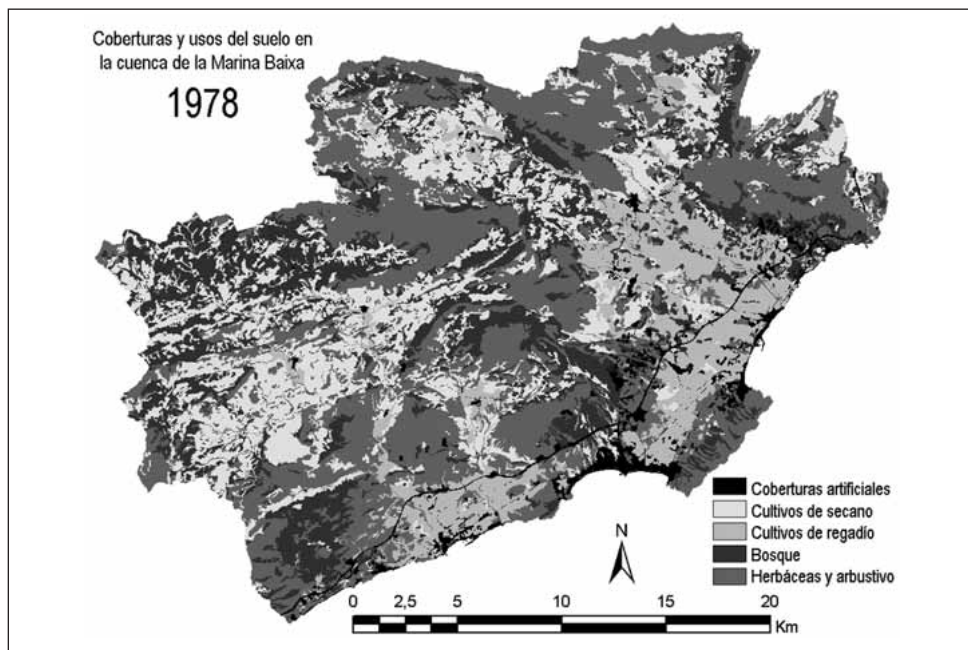 Coberturas y usos del suelo en
la cuenca de la Marina Baixa
1978
Coberturas artificiales
Cultivos de secano
Cultivos de regadío
Bosque
Herbáceas y arbustivo
N
0 2,5 5 10 15 20
Km